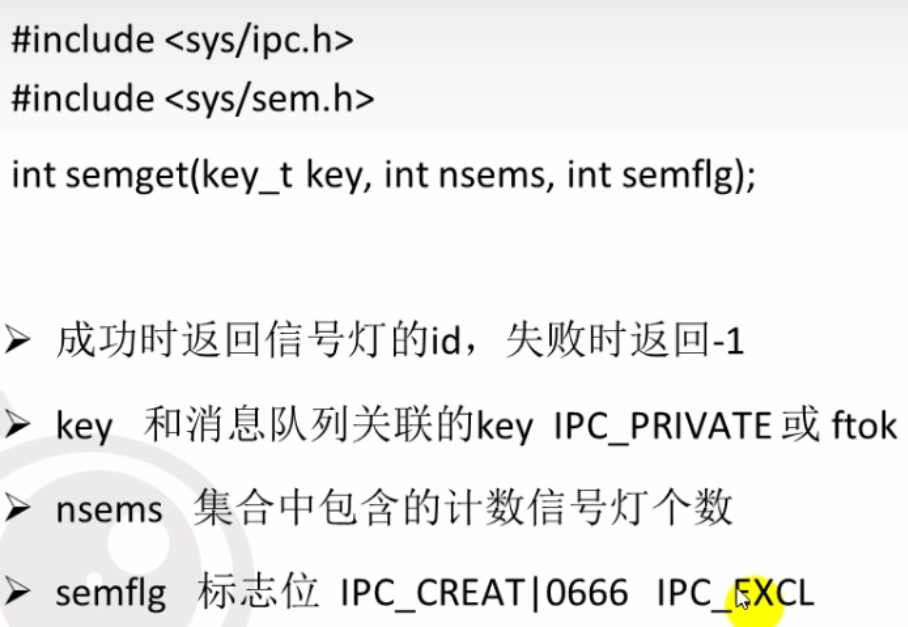 #include <sys/ipc.h>
#include <sys/sem.h>
int semget(key_t key, int nsems, int semflg);
➢ 成功时返回信号灯的id，失败时返回-1
➢ key 和消息队列关联的key IPC_PRIVATE 或 ftok
➢ nsems 集合中包含的计数信号灯个数
➢ semflg 标志位 IPC_CREAT|0666 IPC_EXCL